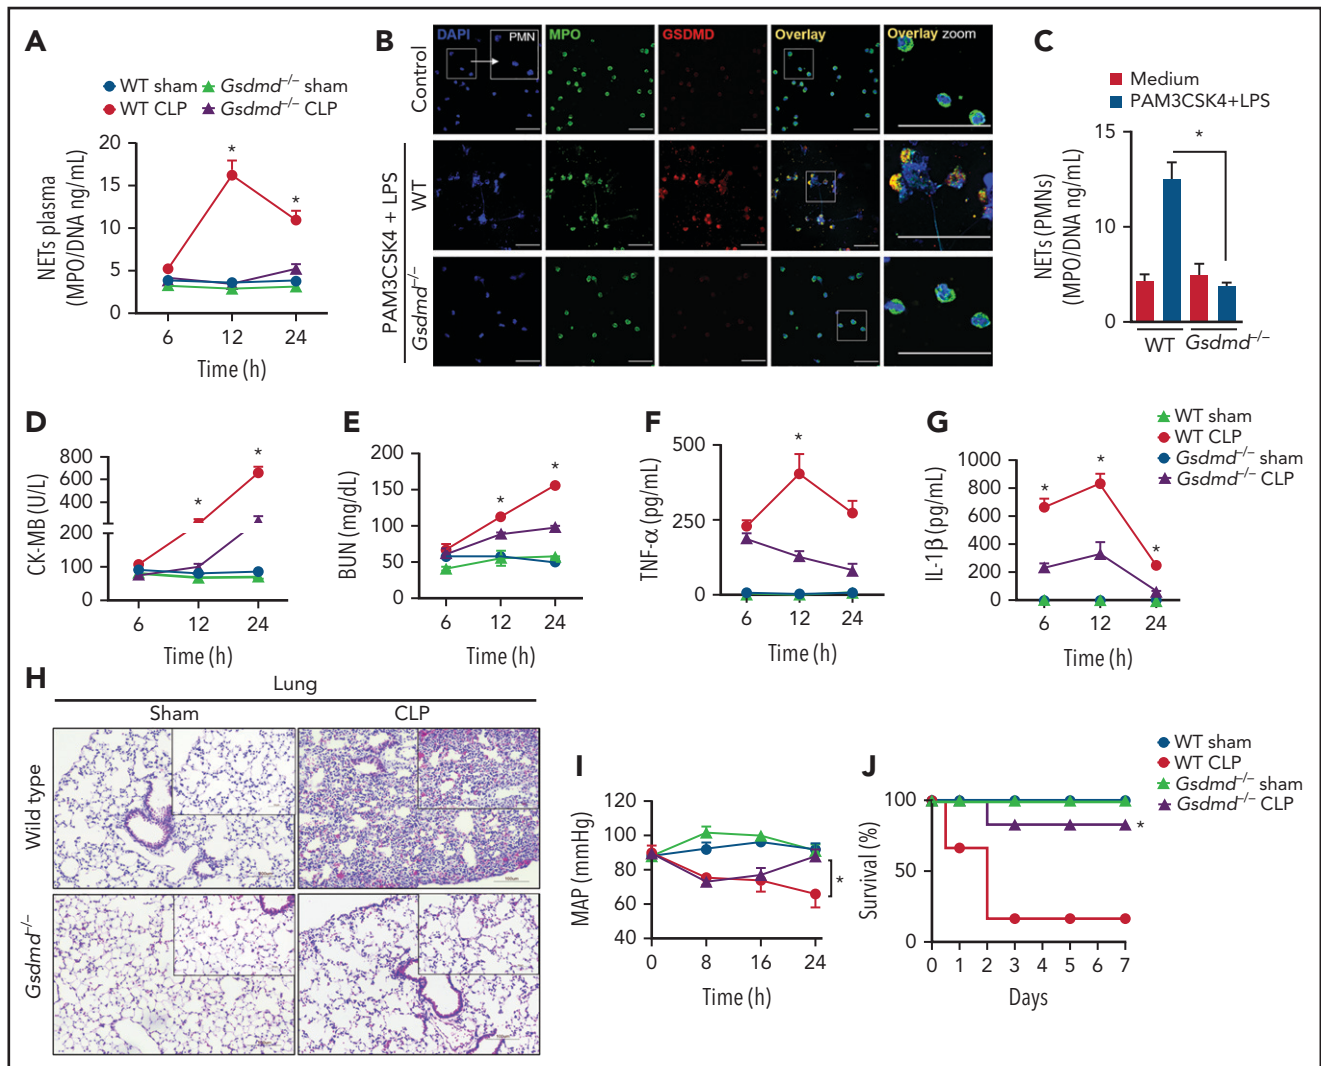 A
WT sham
Gsdmd−/− sham
WT CLP
Gsdmd−/− CLP
NETs plasma
(MPO/DNA ng/mL)
20
15
10
5
0
*
*
6 12 24
Time (h)
B
DAPI
PMN
MPO
GSDMD
Overlay
Overlay zoom
Control
PAM3CSK4 + LPS
WT
Gsdmd−/−
C
Medium
PAM3CSK4+LPS
NETs (PMNs)
(MPO/DNA ng/mL)
15
10
0
*
WT
Gsdmd−/−
D
CK-MB (U/L)
800
600
400
200
100
0
*
*
6 12 24
Time (h)
E
BUN (mg/dL)
200
150
100
50
0
*
*
6 12 24
Time (h)
F
TNF-α (pg/mL)
500
250
0
*
6 12 24
Time (h)
G
WT sham
WT CLP
Gsdmd−/− sham
Gsdmd−/− CLP
IL-1β (pg/mL)
1000
800
600
400
200
0
*
*
*
6 12 24
Time (h)
H
Lung
Sham
CLP
Wild type
Gsdmd−/−
I
MAP (mmHg)
120
100
80
60
40
*
0 8 16 24
Time (h)
J
WT sham
WT CLP
Gsdmd−/− sham
Gsdmd−/− CLP
Survival (%)
100
50
0
*
0 1 2 3 4 5 6 7
Days